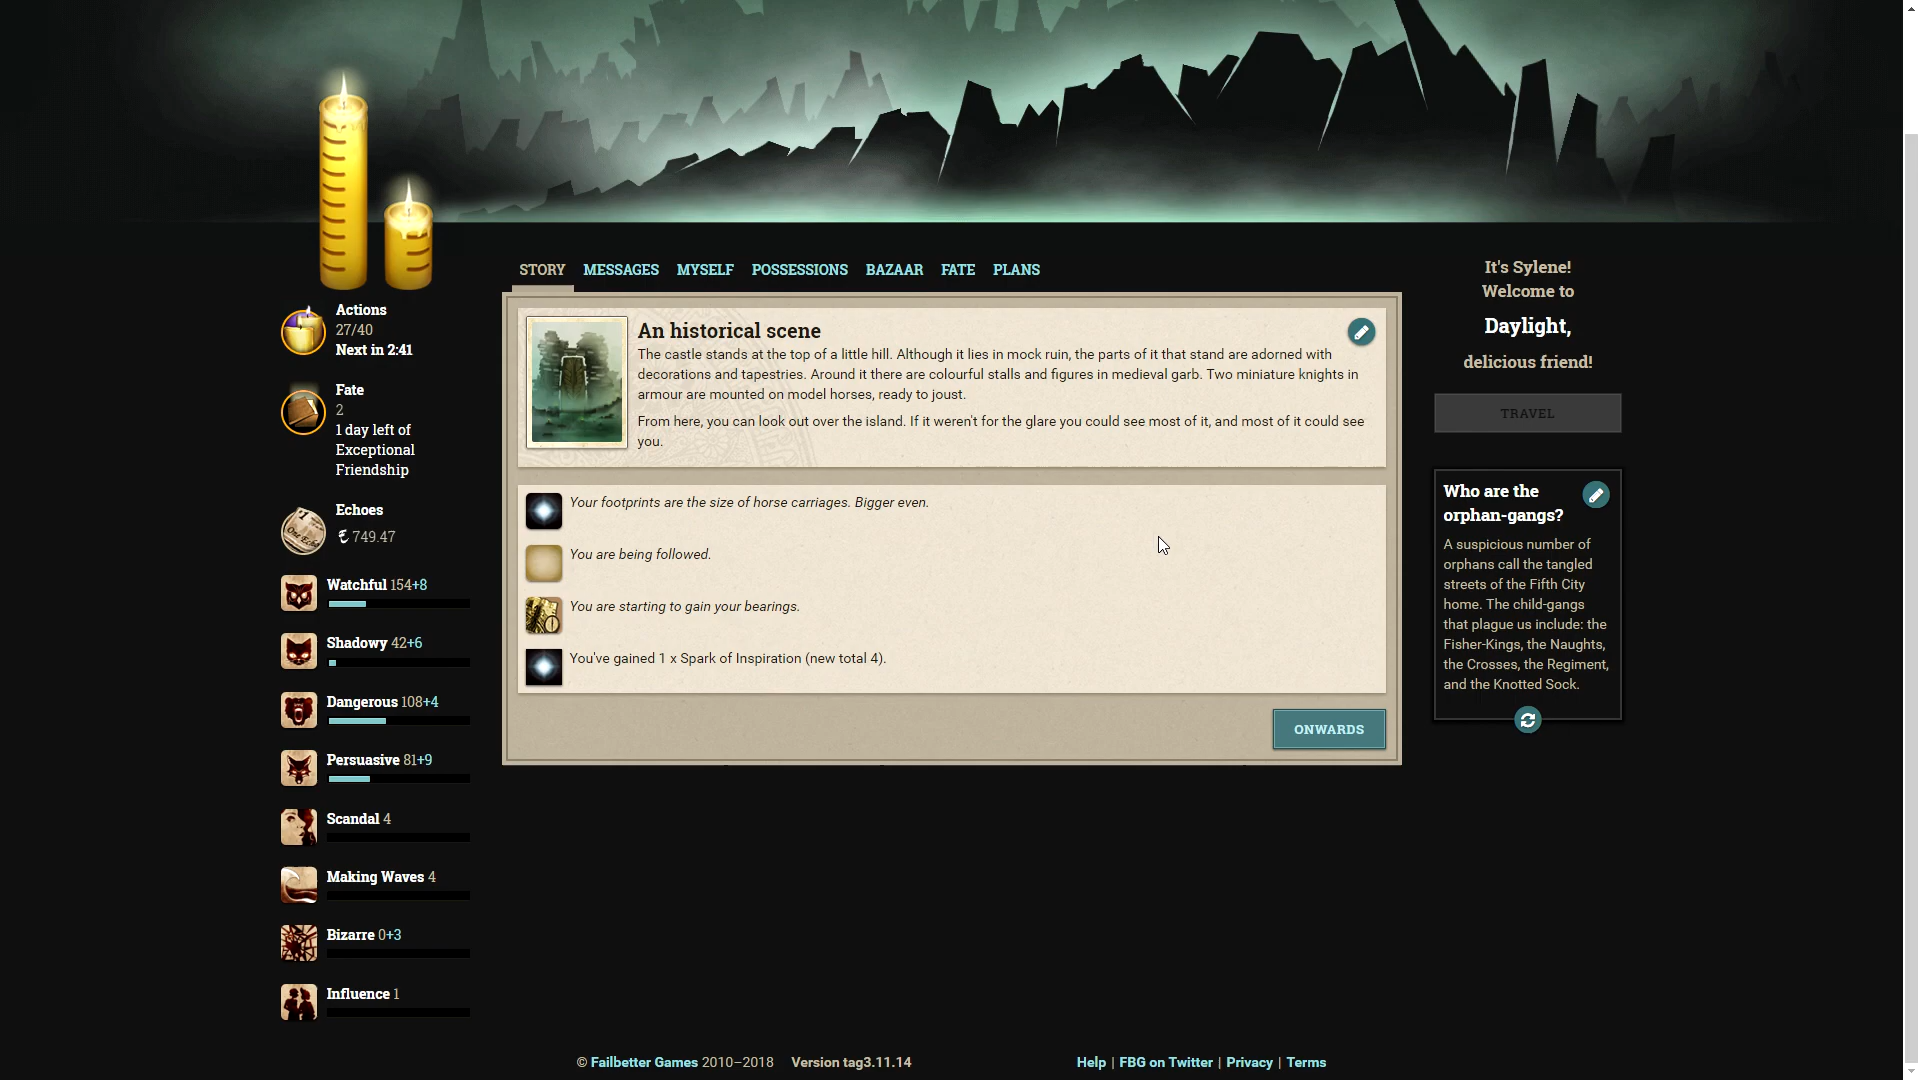 STORY MESSAGES MYSELF POSSESSIONS BAZAAR FATE PLANS
Actions
27/40
Next in 2:41
Fate
2
1 day left of
Exceptional
Friendship
Echoes
749.47
Watchful 154+8
Shadowy 42+6
Dangerous 108+4
Persuasive 81+9
Scandal 4
Making Waves 4
Bizarre 0+3
Influence 1
An historical scene
The castle stands at the top of a little hill. Although it lies in mock ruin, the parts of it that stand are adorned with
decorations and tapestries. Around it there are colourful stalls and figures in medieval garb. Two miniature knights in
armour are mounted on model horses, ready to joust.
From here, you can look out over the island. If it weren't for the glare you could see most of it, and most of it could see
you.
Your footprints are the size of horse carriages. Bigger even.
You are being followed.
You are starting to gain your bearings.
You've gained 1 x Spark of Inspiration (new total 4).
ONWARDS
It's Sylene!
Welcome to
Daylight,
delicious friend!
TRAVEL
Who are the
orphan-gangs?
A suspicious number of
orphans call the tangled
streets of the Fifth City
home. The child-gangs
that plague us include: the
Fisher-Kings, the Naughts,
the Crosses, the Regiment,
and the Knotted Sock.
© Failbetter Games 2010–2018 Version tag3.11.14
Help | FBG on Twitter | Privacy | Terms